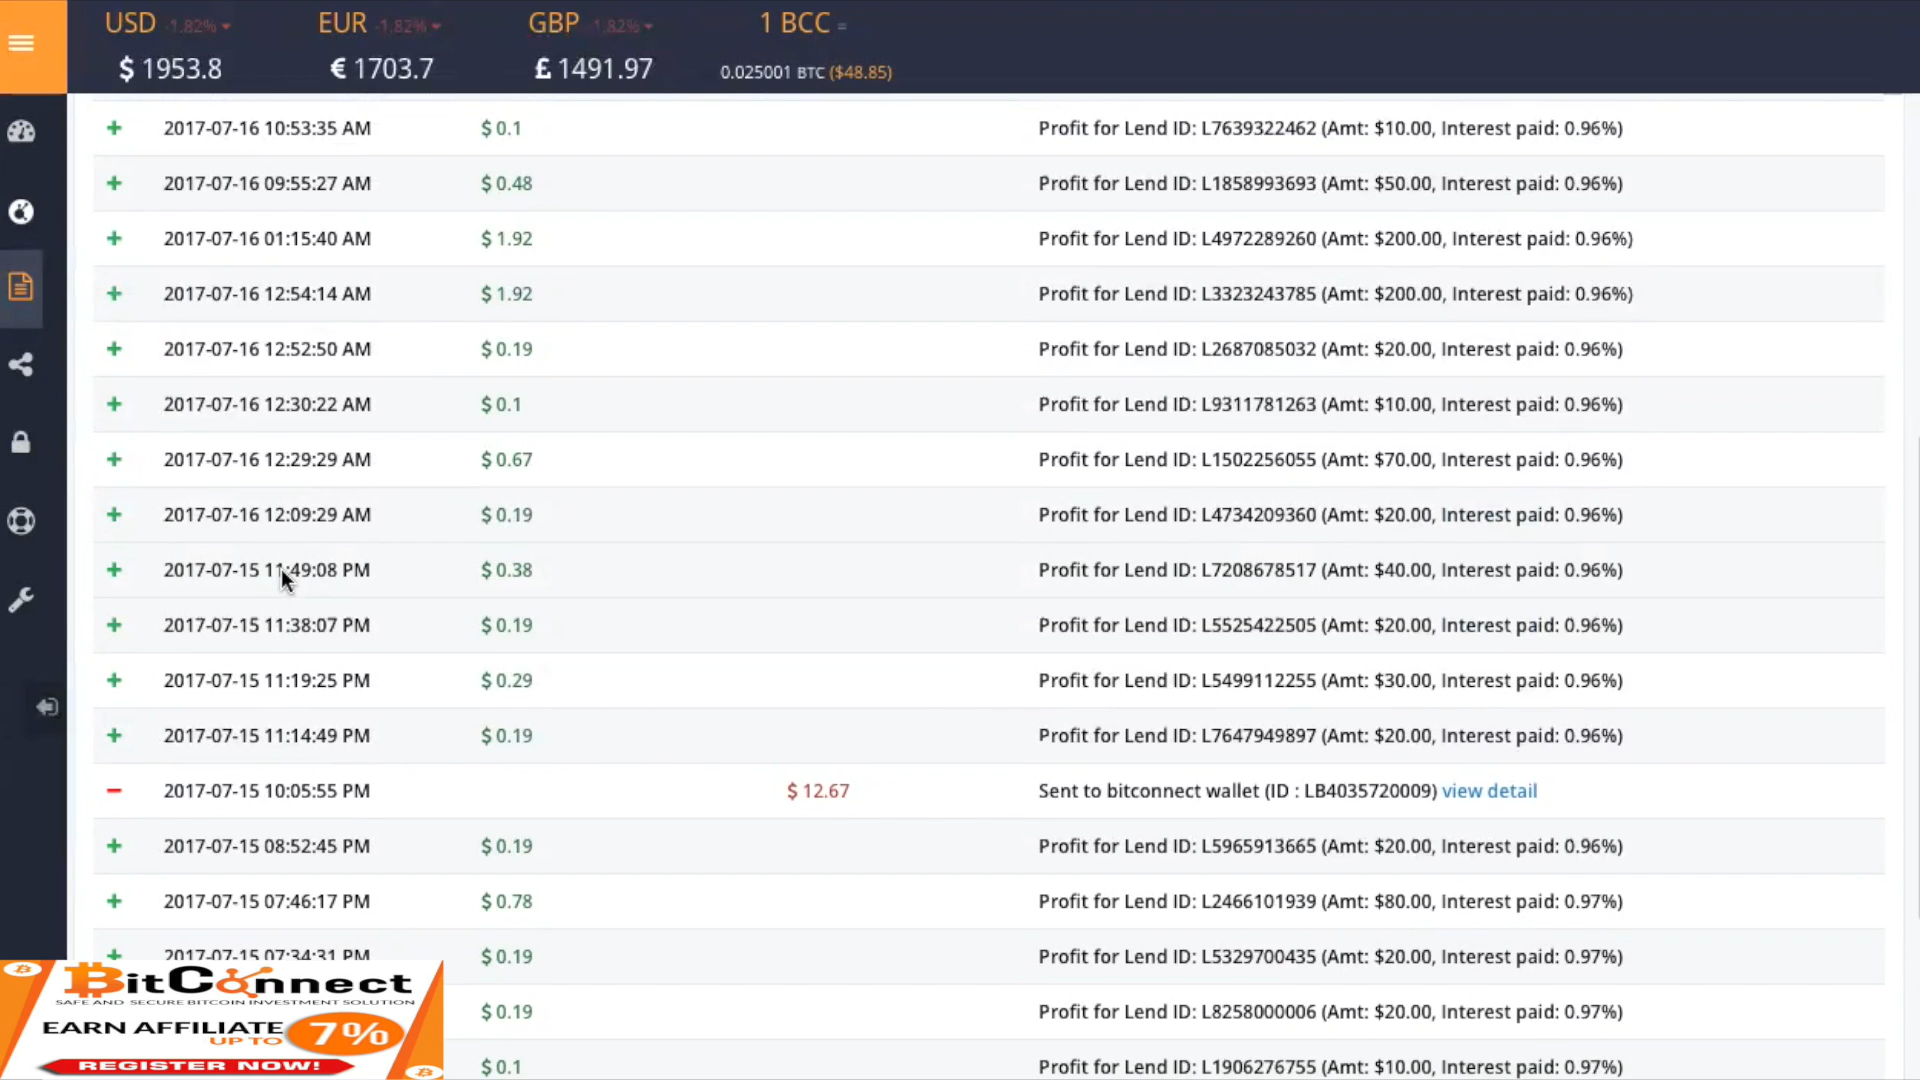 USD -1.82% EUR -1.82% GBP -1.82% 1 BCC =
$ 1953.8 € 1703.7 £ 1491.97 0.025001 BTC ($48.85)
2017-07-16 10:53:35 AM $ 0.1 Profit for Lend ID: L7639322462 (Amt: $10.00, Interest paid: 0.96%)
2017-07-16 09:55:27 AM $ 0.48 Profit for Lend ID: L1858993693 (Amt: $50.00, Interest paid: 0.96%)
2017-07-16 01:15:40 AM $ 1.92 Profit for Lend ID: L4972289260 (Amt: $200.00, Interest paid: 0.96%)
2017-07-16 12:54:14 AM $ 1.92 Profit for Lend ID: L3323243785 (Amt: $200.00, Interest paid: 0.96%)
2017-07-16 12:52:50 AM $ 0.19 Profit for Lend ID: L2687085032 (Amt: $20.00, Interest paid: 0.96%)
2017-07-16 12:30:22 AM $ 0.1 Profit for Lend ID: L9311781263 (Amt: $10.00, Interest paid: 0.96%)
2017-07-16 12:29:29 AM $ 0.67 Profit for Lend ID: L1502256055 (Amt: $70.00, Interest paid: 0.96%)
2017-07-16 12:09:29 AM $ 0.19 Profit for Lend ID: L4734209360 (Amt: $20.00, Interest paid: 0.96%)
2017-07-15 11:49:08 PM $ 0.38 Profit for Lend ID: L7208678517 (Amt: $40.00, Interest paid: 0.96%)
2017-07-15 11:38:07 PM $ 0.19 Profit for Lend ID: L5525422505 (Amt: $20.00, Interest paid: 0.96%)
2017-07-15 11:19:25 PM $ 0.29 Profit for Lend ID: L5499112255 (Amt: $30.00, Interest paid: 0.96%)
2017-07-15 11:14:49 PM $ 0.19 Profit for Lend ID: L7647949897 (Amt: $20.00, Interest paid: 0.96%)
2017-07-15 10:05:55 PM $ 12.67 Sent to bitconnect wallet (ID : LB4035720009) view detail
2017-07-15 08:52:45 PM $ 0.19 Profit for Lend ID: L5965913665 (Amt: $20.00, Interest paid: 0.96%)
2017-07-15 07:46:17 PM $ 0.78 Profit for Lend ID: L2466101939 (Amt: $80.00, Interest paid: 0.97%)
2017-07-15 07:34:31 PM $ 0.19 Profit for Lend ID: L5329700435 (Amt: $20.00, Interest paid: 0.97%)
$ 0.19 Profit for Lend ID: L8258000006 (Amt: $20.00, Interest paid: 0.97%)
$ 0.1 Profit for Lend ID: L1906276755 (Amt: $10.00, Interest paid: 0.97%)
BitConnect
SAFE AND SECURE BITCOIN INVESTMENT SOLUTION
EARN AFFILIATE
UP TO 7%
REGISTER NOW!